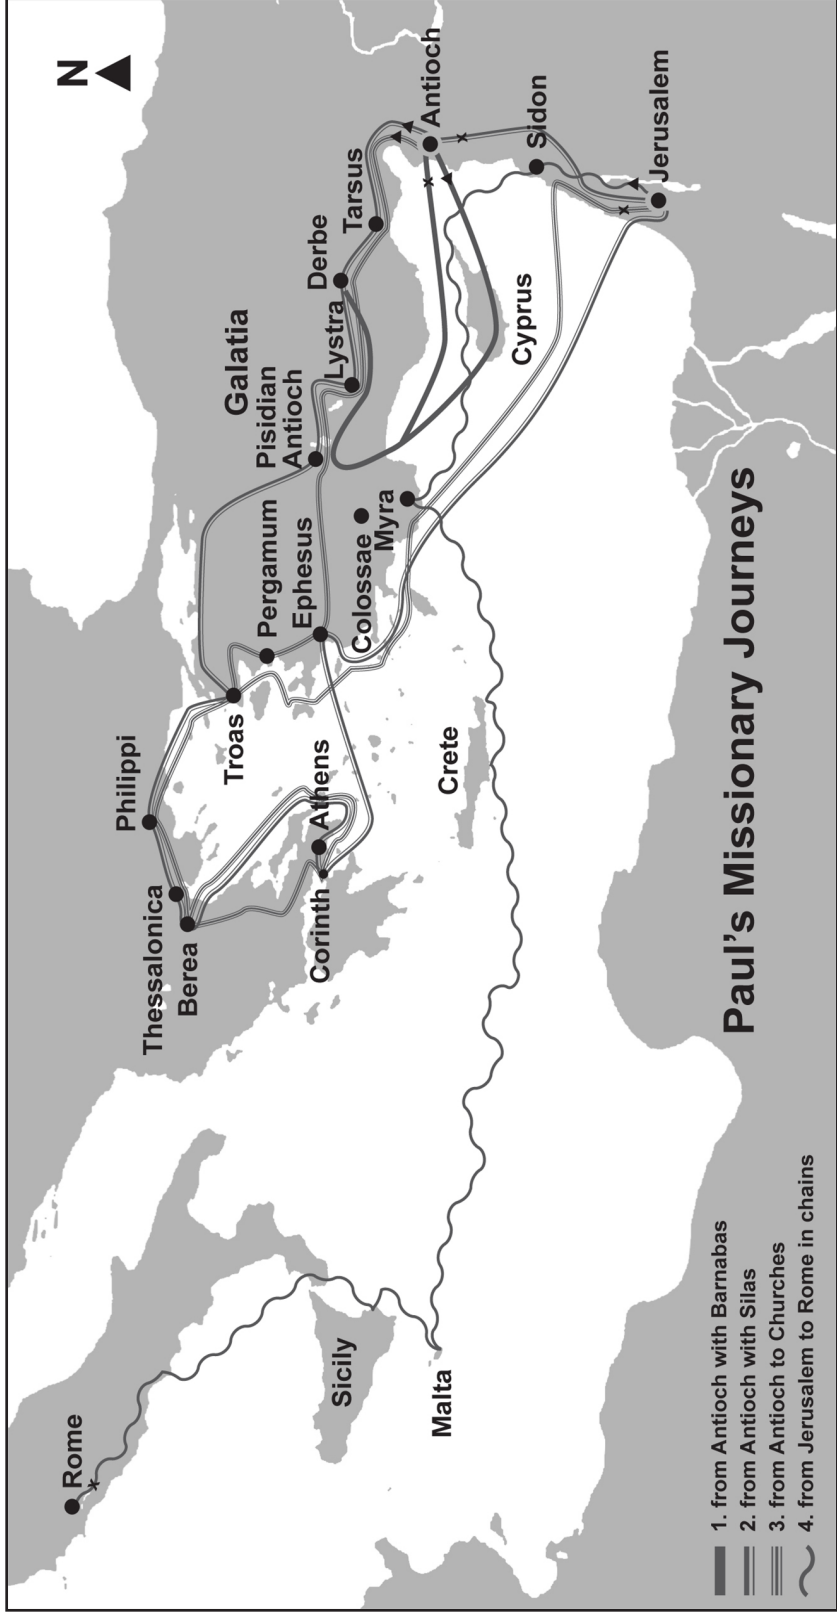 N
Rome
Sicily
Malta
Thessalonica
Berea
Philippi
Corinth
Athens
Troas
Crete
Pergamum
Ephesus
Colossae
Myra
Galatia
Pisidian
Antioch
Lystra
Derbe
Tarsus
Cyprus
Antioch
Sidon
Jerusalem
Paul's Missionary Journeys
1. from Antioch with Barnabas
2. from Antioch with Silas
3. from Antioch to Churches
4. from Jerusalem to Rome in chains